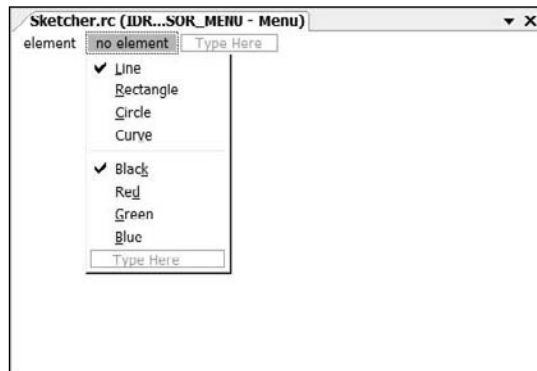 Sketcher.rc (IDR...SOR_MENU - Menu)
element no element Type Here
Line
Rectangle
Circle
Curve
Black
Red
Green
Blue
Type Here